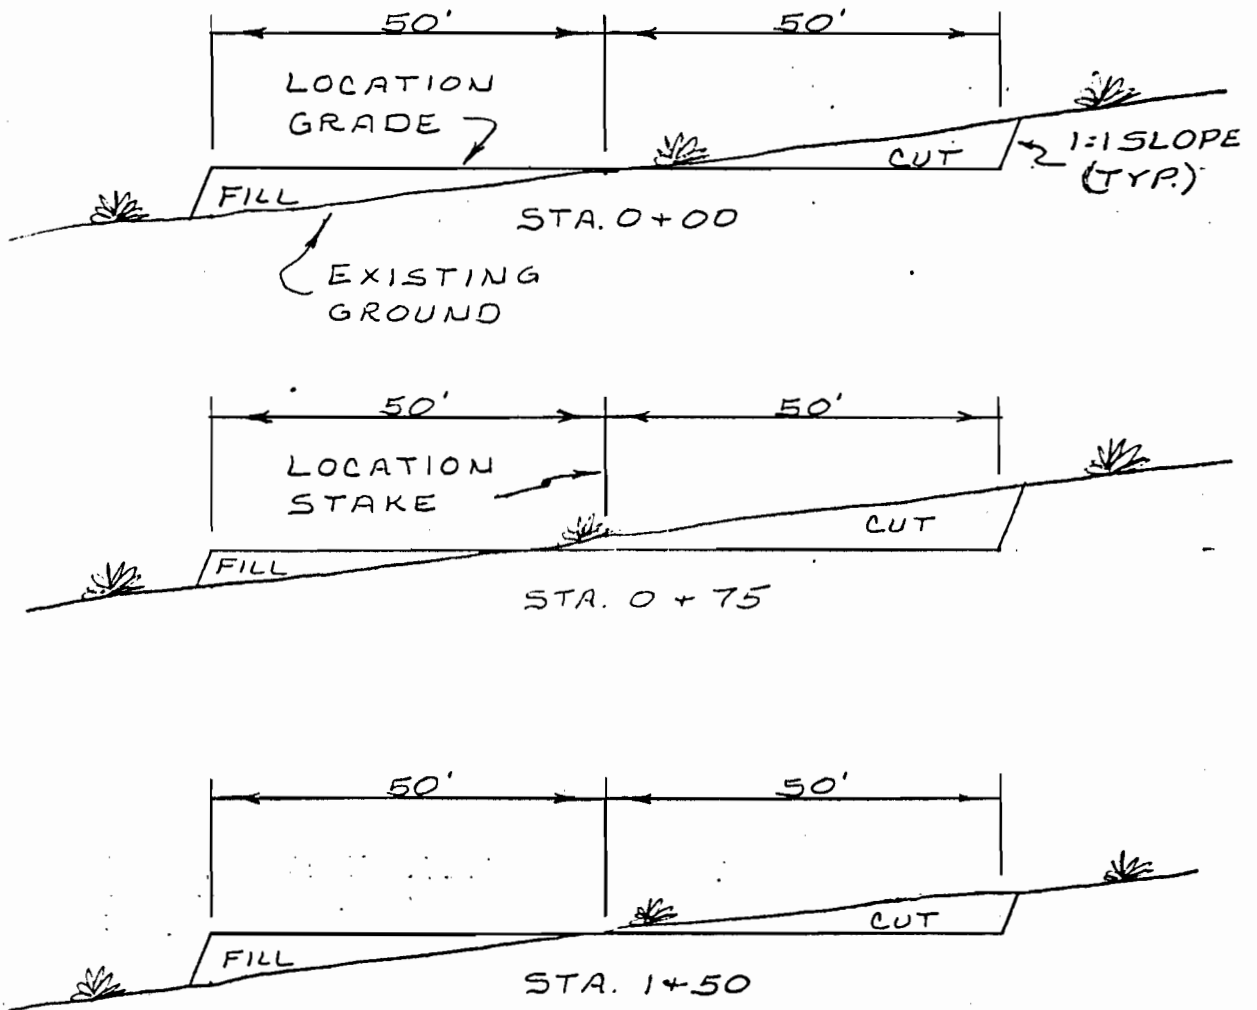 50' 50'
LOCATION
GRADE
1:1 SLOPE
(TYP.)
CUT
FILL
STA. 0+00
EXISTING
GROUND
50' 50'
LOCATION
STAKE
CUT
FILL
STA. 0+75
50' 50'
CUT
FILL
STA. 1+50